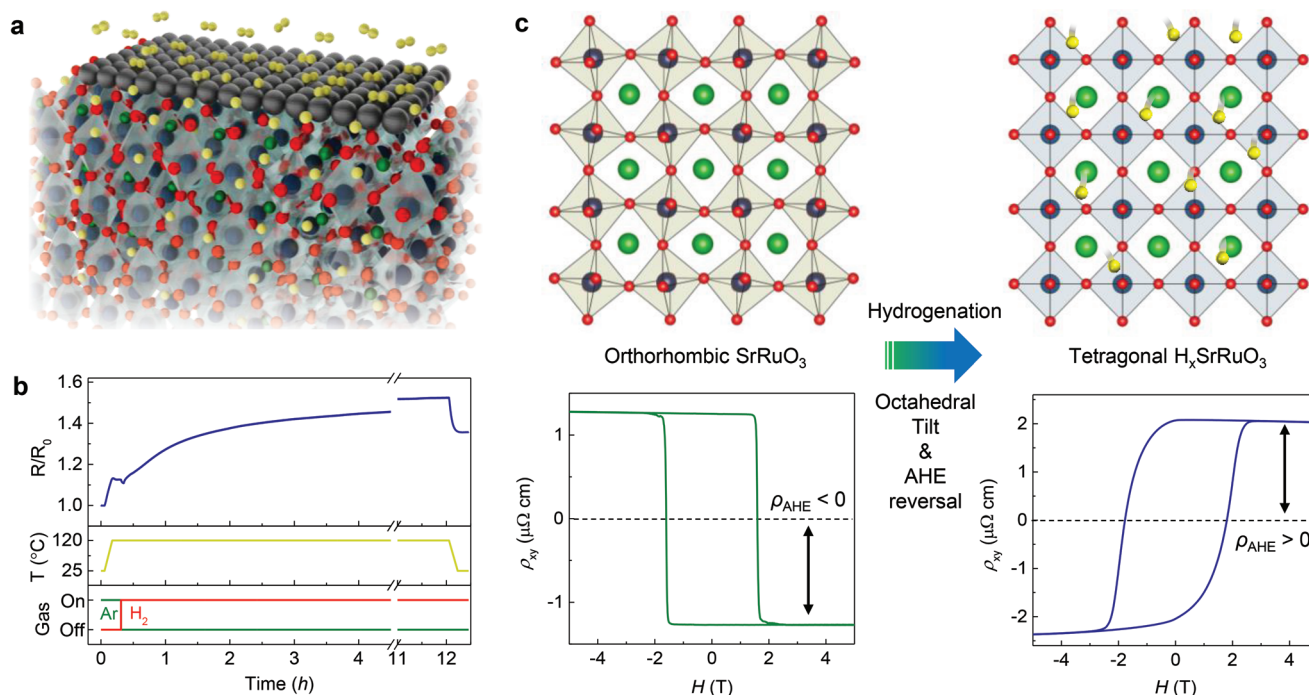 a
b
1.6
1.4
1.2
1.0
R/R₀
120
25
T (°C)
On
Off
Gas
Ar
H₂
0
1
2
3
4
11
12
Time (h)
c
Orthorhombic SrRuO₃
Hydrogenation
Octahedral
Tilt
&
AHE
reversal
Tetragonal HₓSrRuO₃
1
0
-1
ρxy (μΩ cm)
ρAHE < 0
-4
-2
0
2
4
H (T)
2
1
0
-1
-2
ρxy (μΩ cm)
ρAHE > 0
-4
-2
0
2
4
H (T)